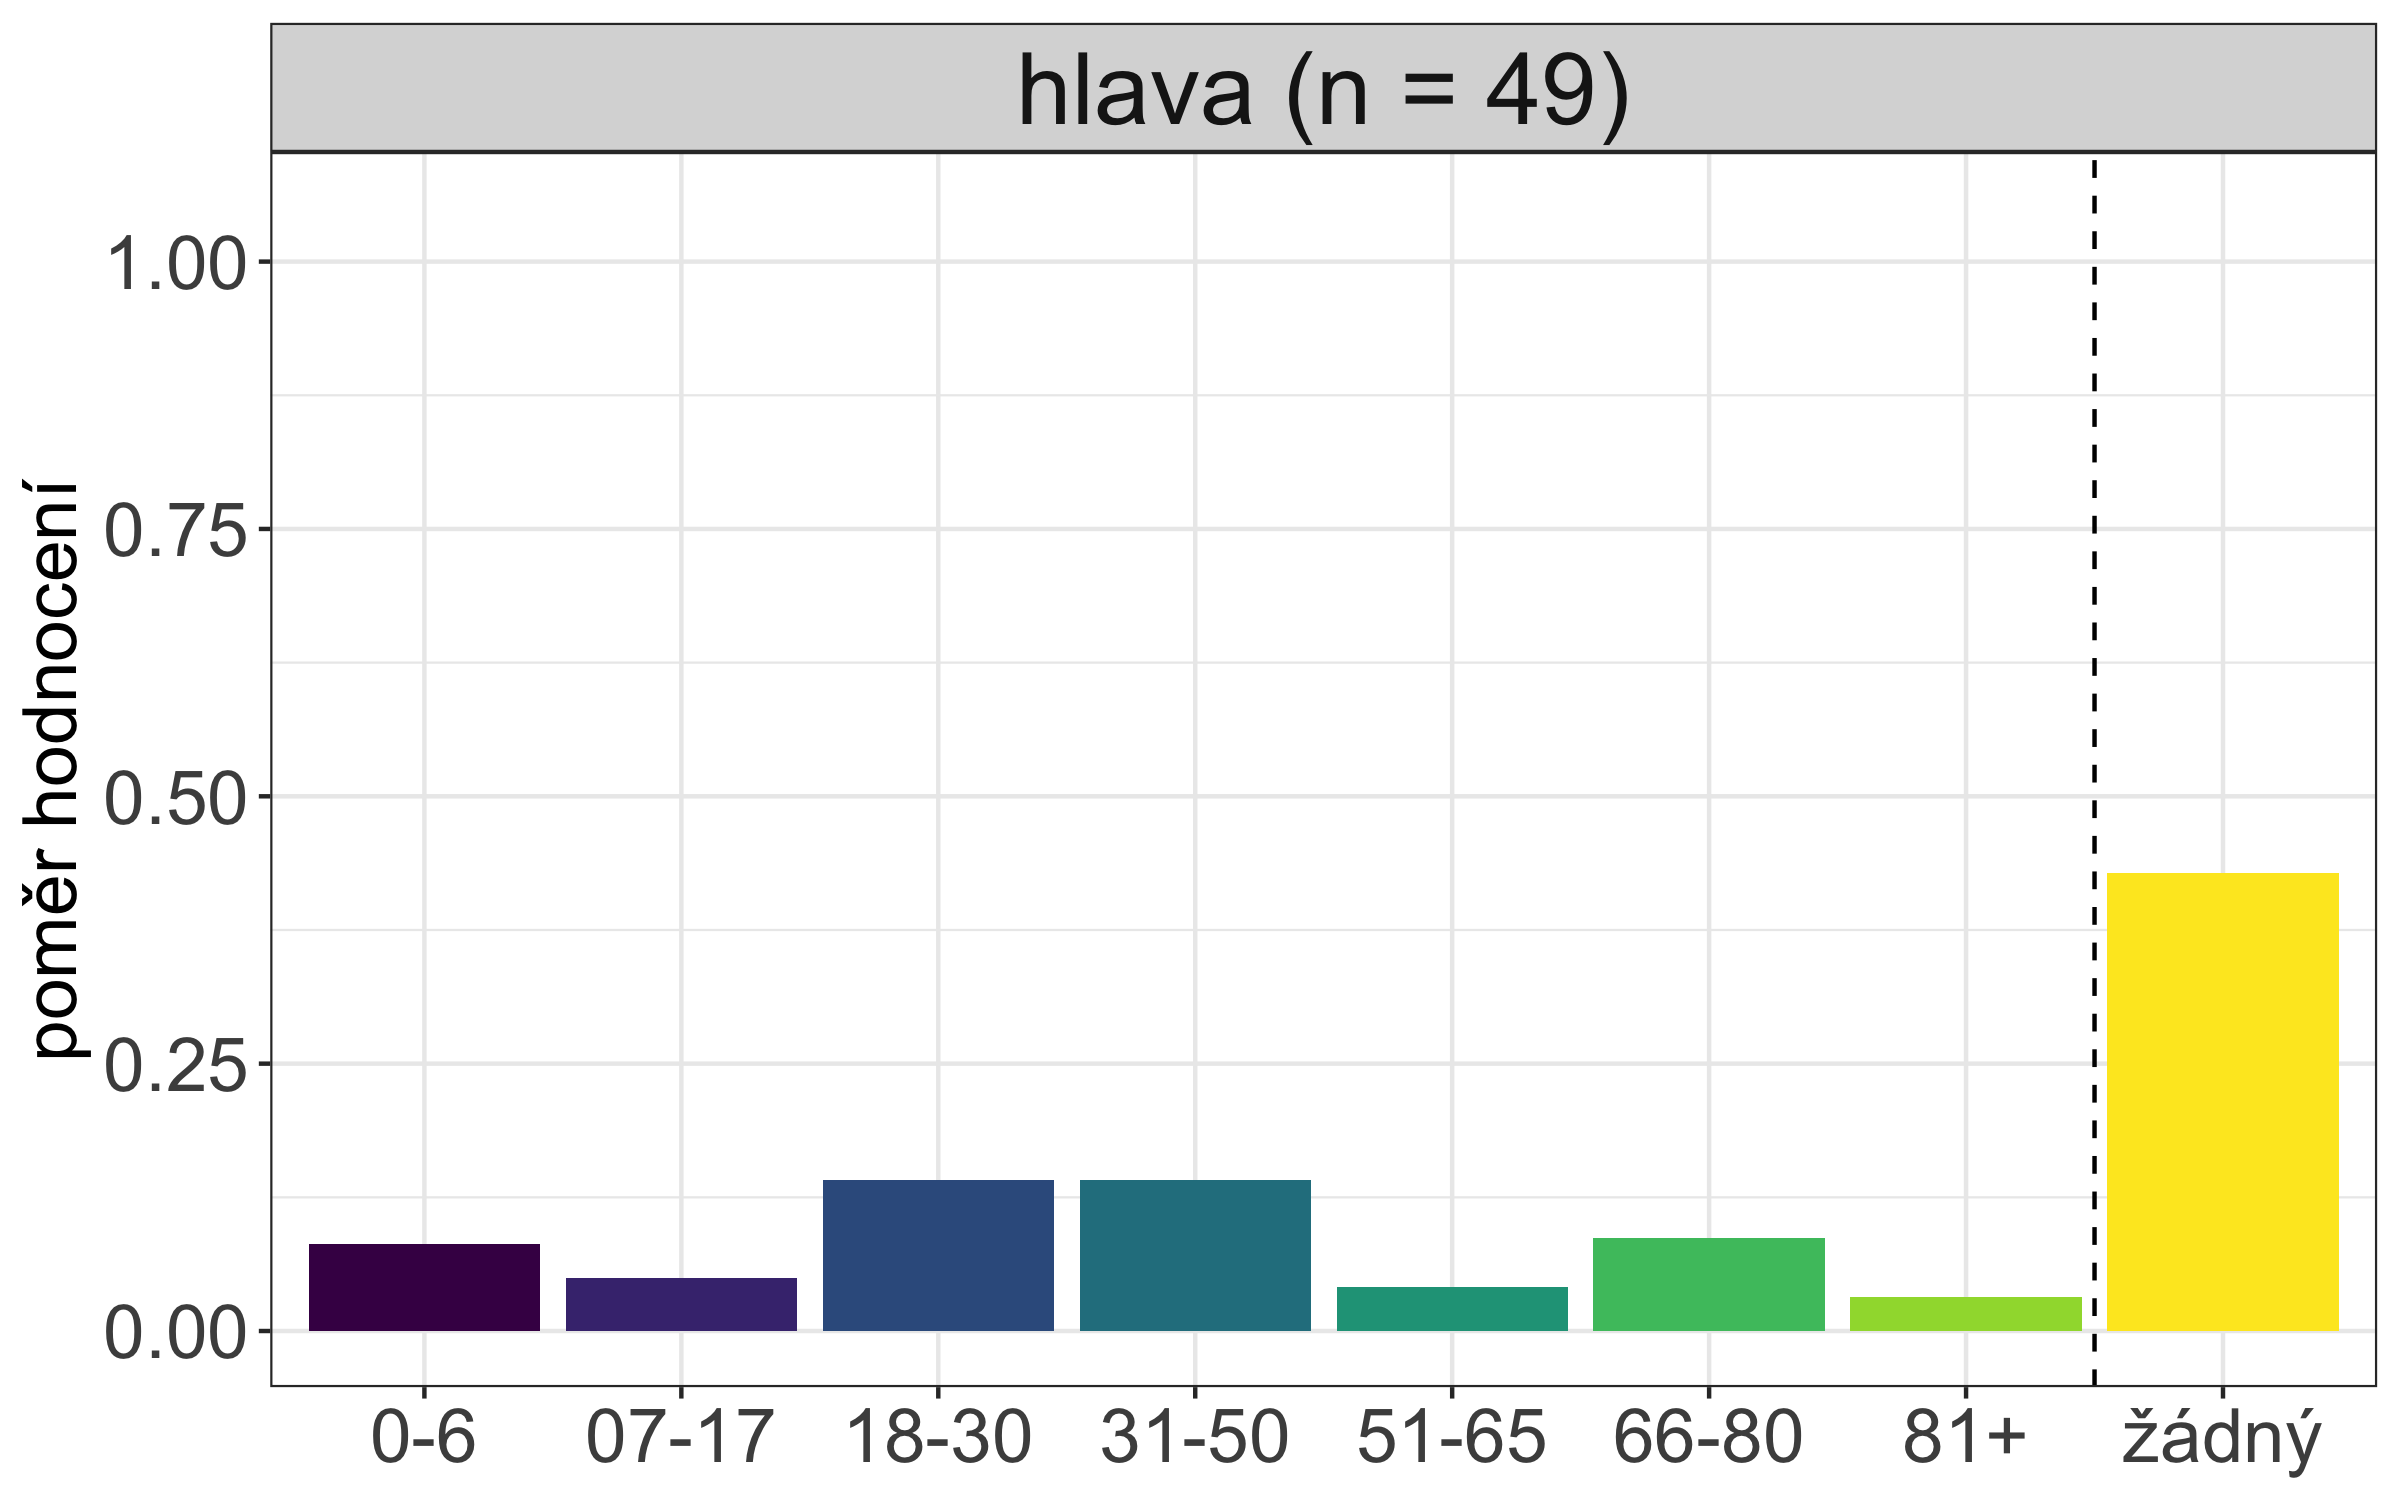 hlava (n = 49)
poměr hodnocení
1.00
0.75
0.50
0.25
0.00
0-6 07-17 18-30 31-50 51-65 66-80 81+ žádný